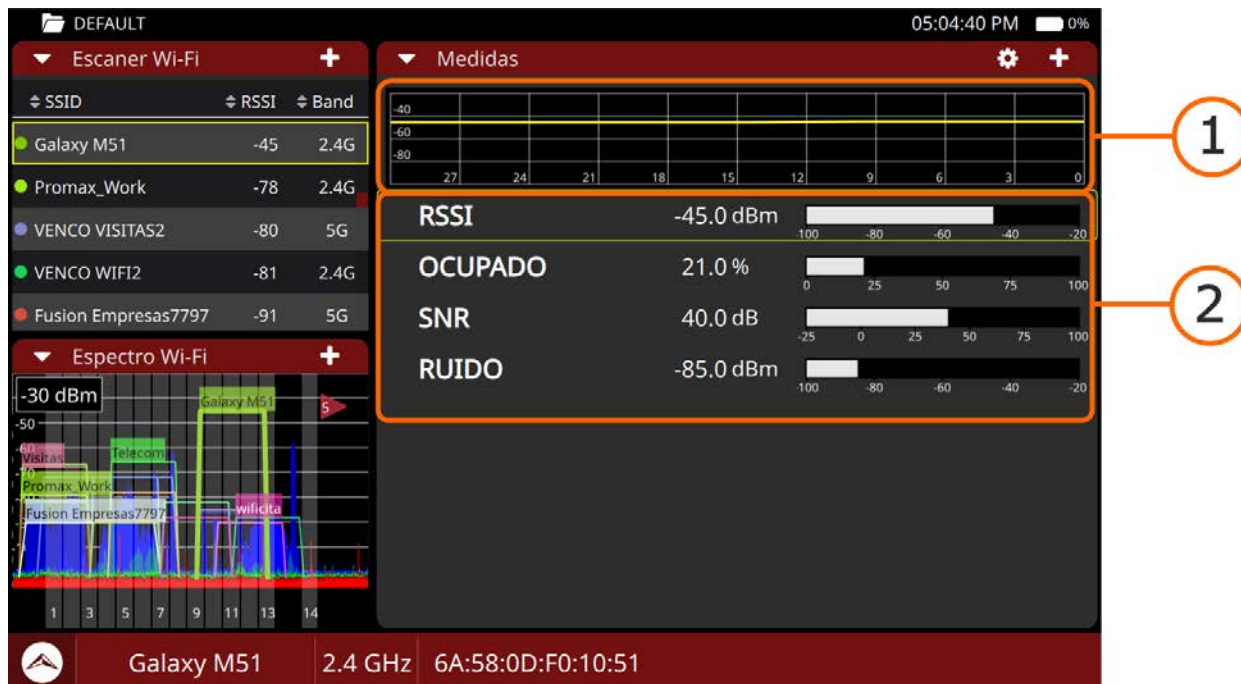 DEFAULT
05:04:40 PM 0%
Escaner Wi-Fi
SSID RSSI Band
Galaxy M51 -45 2.4G
Promax_Work -78 2.4G
VENCO VISITAS2 -80 5G
VENCO WIFI2 -81 2.4G
Fusion Empresas7797 -91 5G
Espectro Wi-Fi
-30 dBm
Galaxy M51
5
-50
-60
Visitas
Telecom
-70
Promax_Work
Fusion Empresas7797
wificita
1 3 5 7 9 11 13 14
Medidas
-40
-60
-80
27 24 21 18 15 12 9 6 3 0
1
RSSI -45.0 dBm
100 -80 -60 -40 -20
OCUPADO 21.0 %
0 25 50 75 100
SNR 40.0 dB
-25 0 25 50 75 100
RUIDO -85.0 dBm
100 -80 -60 -40 -20
2
Galaxy M51 2.4 GHz 6A:58:0D:F0:10:51